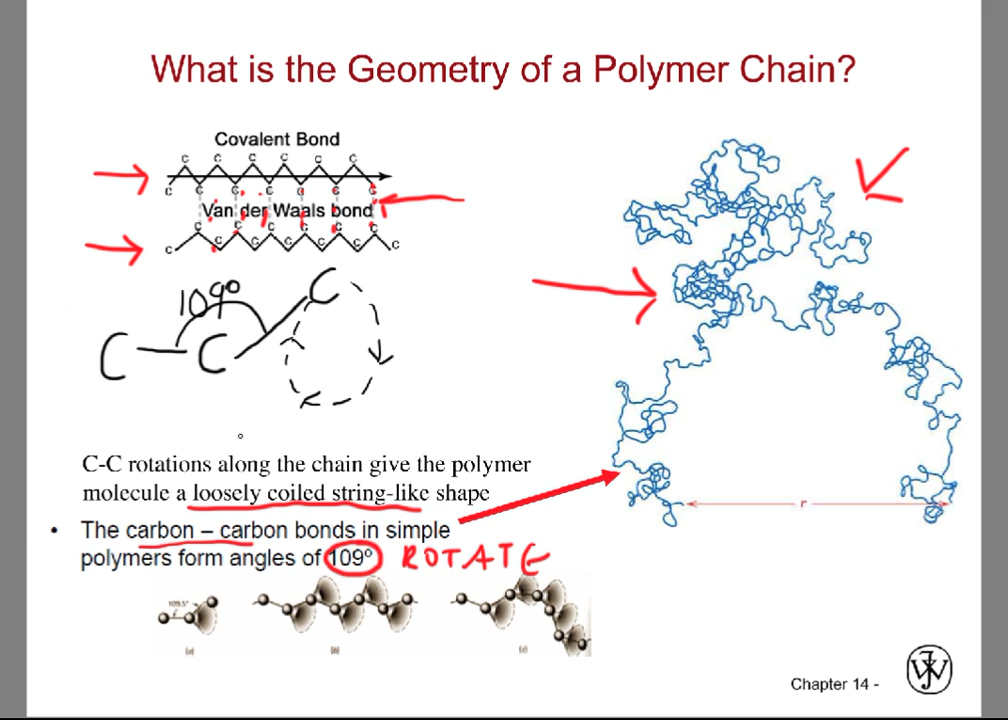 What is the Geometry of a Polymer Chain?
Covalent Bond
C C C C C C
C C C C C C C
Van der Waals bond
C C C C C C
C C C C C C C
109°
C C C
C-C rotations along the chain give the polymer
molecule a loosely coiled string-like shape
• The carbon – carbon bonds in simple
polymers form angles of 109° ROTATE
r
109.5°
(a) (b) (c)
Chapter 14 -